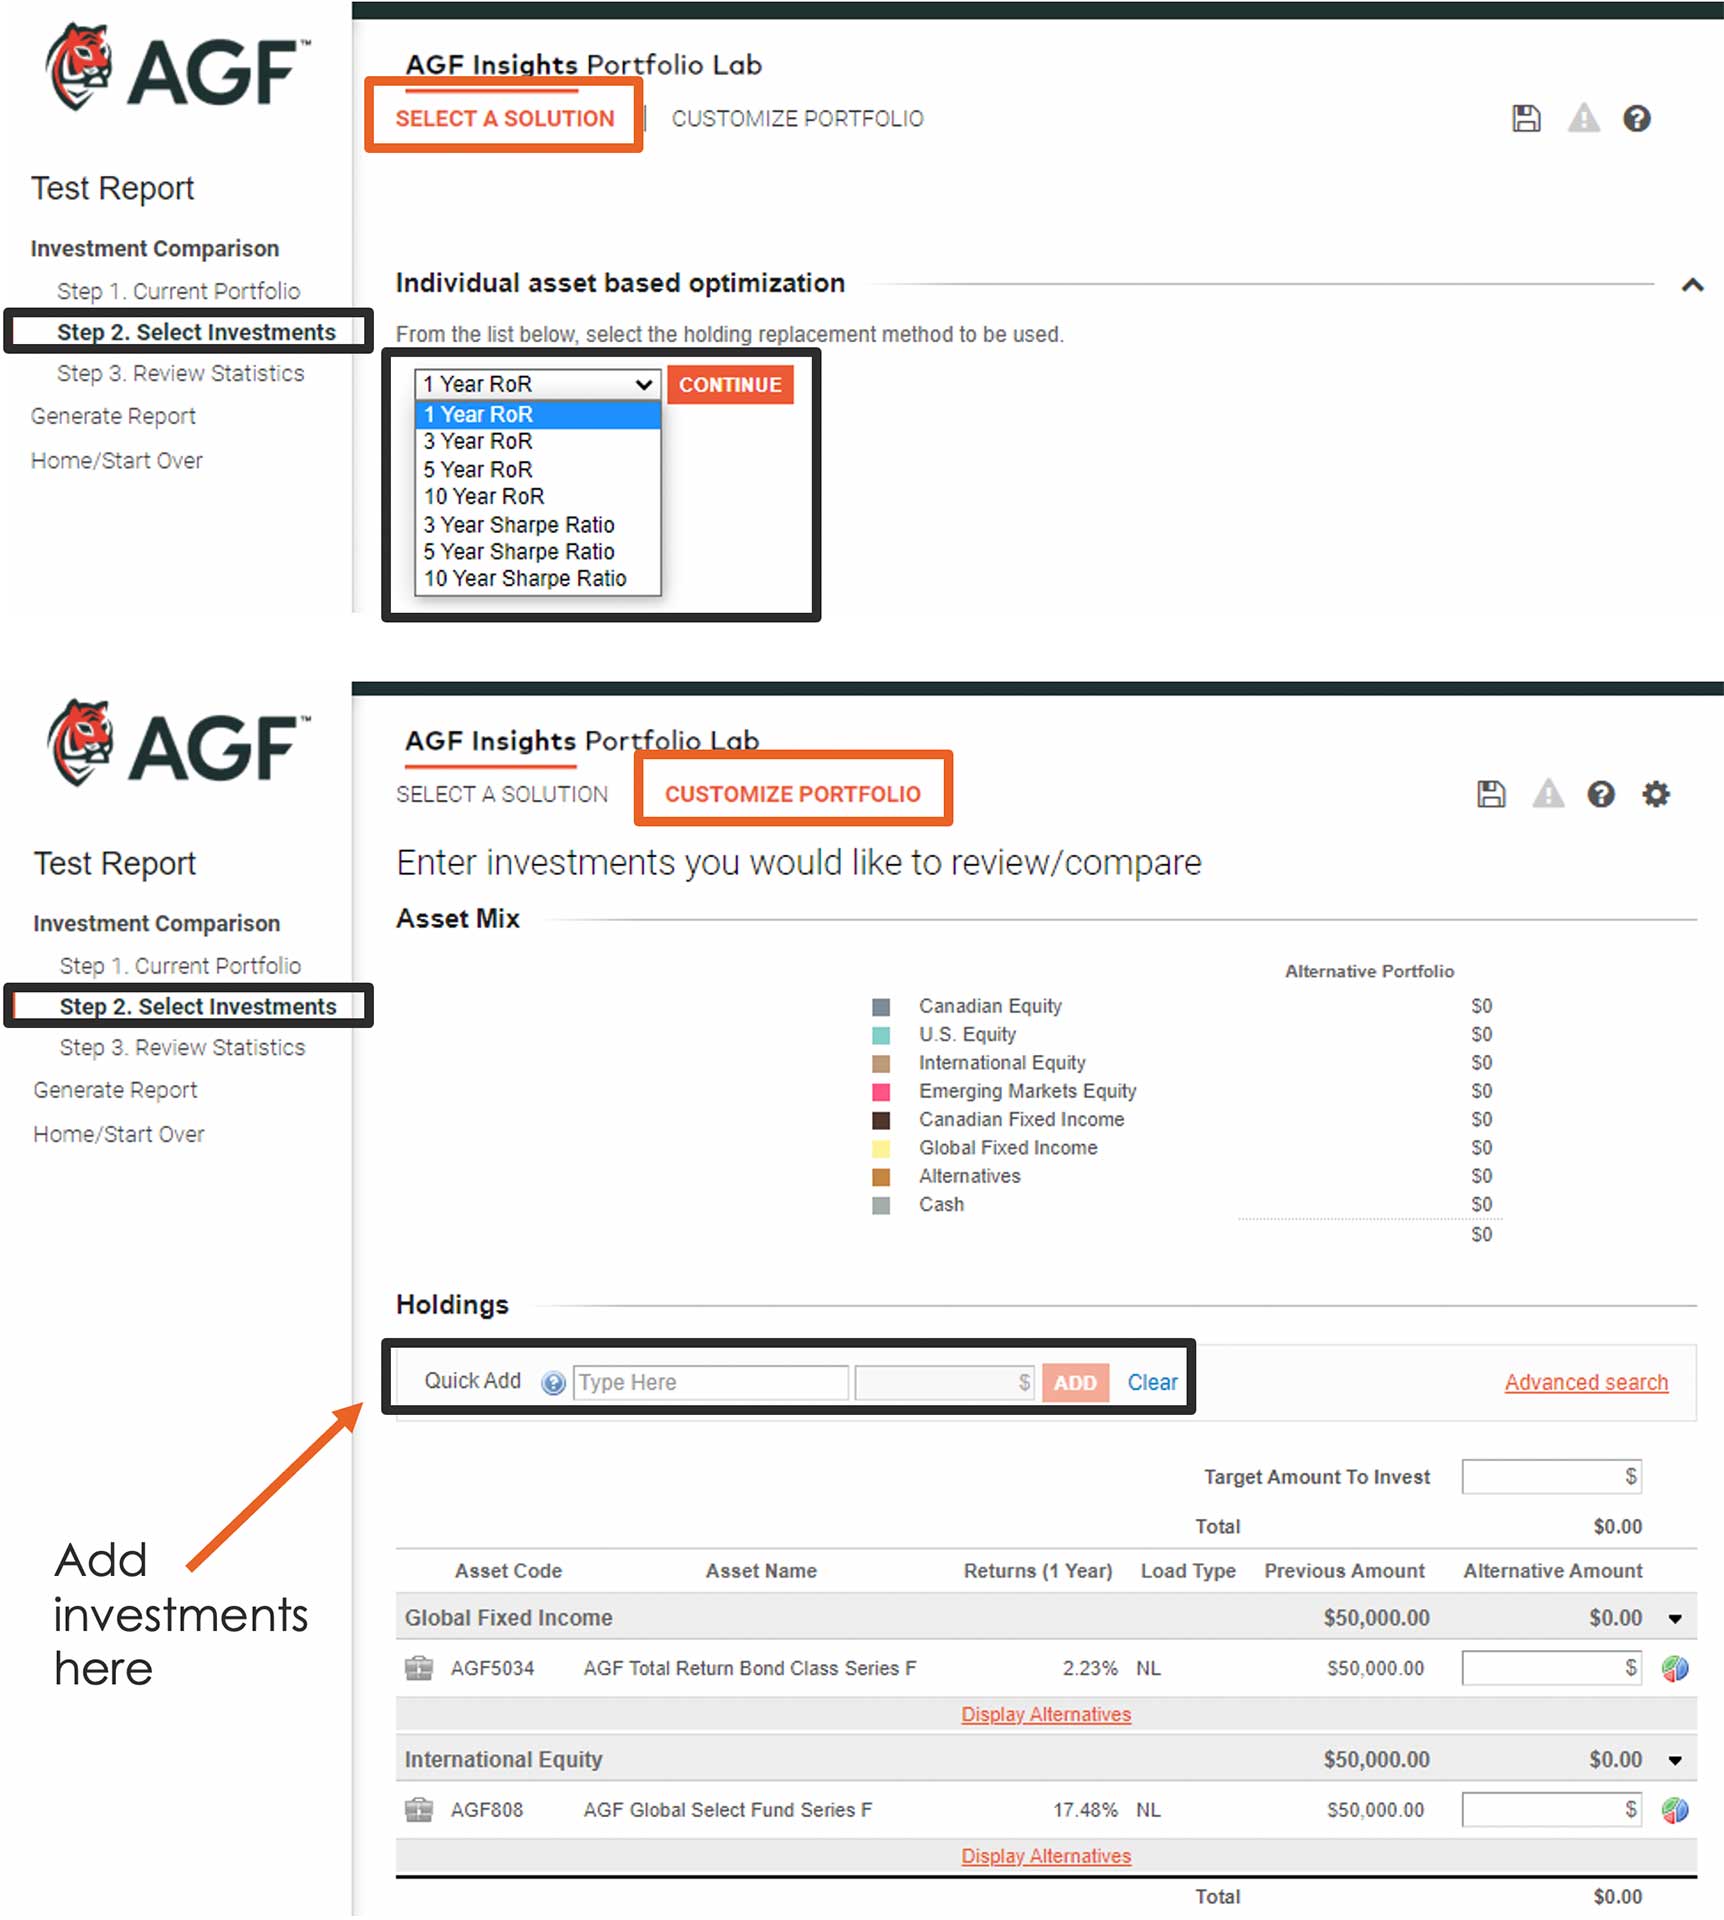 AGF™
AGF Insights Portfolio Lab
SELECT A SOLUTION | CUSTOMIZE PORTFOLIO
Test Report
Investment Comparison
Step 1. Current Portfolio
Step 2. Select Investments
Step 3. Review Statistics
Generate Report
Home/Start Over
Individual asset based optimization
From the list below, select the holding replacement method to be used.
1 Year RoR CONTINUE
1 Year RoR
3 Year RoR
5 Year RoR
10 Year RoR
3 Year Sharpe Ratio
5 Year Sharpe Ratio
10 Year Sharpe Ratio
AGF™
AGF Insights Portfolio Lab
SELECT A SOLUTION CUSTOMIZE PORTFOLIO
Test Report
Investment Comparison
Step 1. Current Portfolio
Step 2. Select Investments
Step 3. Review Statistics
Generate Report
Home/Start Over
Enter investments you would like to review/compare
Asset Mix
Alternative Portfolio
Canadian Equity $0
U.S. Equity $0
International Equity $0
Emerging Markets Equity $0
Canadian Fixed Income $0
Global Fixed Income $0
Alternatives $0
Cash $0
$0
Holdings
Quick Add ? Type Here $ ADD Clear Advanced search
Add
investments
here
Target Amount To Invest $
Total $0.00
Asset Code Asset Name Returns (1 Year) Load Type Previous Amount Alternative Amount
Global Fixed Income $50,000.00 $0.00
AGF5034 AGF Total Return Bond Class Series F 2.23% NL $50,000.00 $
Display Alternatives
International Equity $50,000.00 $0.00
AGF808 AGF Global Select Fund Series F 17.48% NL $50,000.00 $
Display Alternatives
Total $0.00